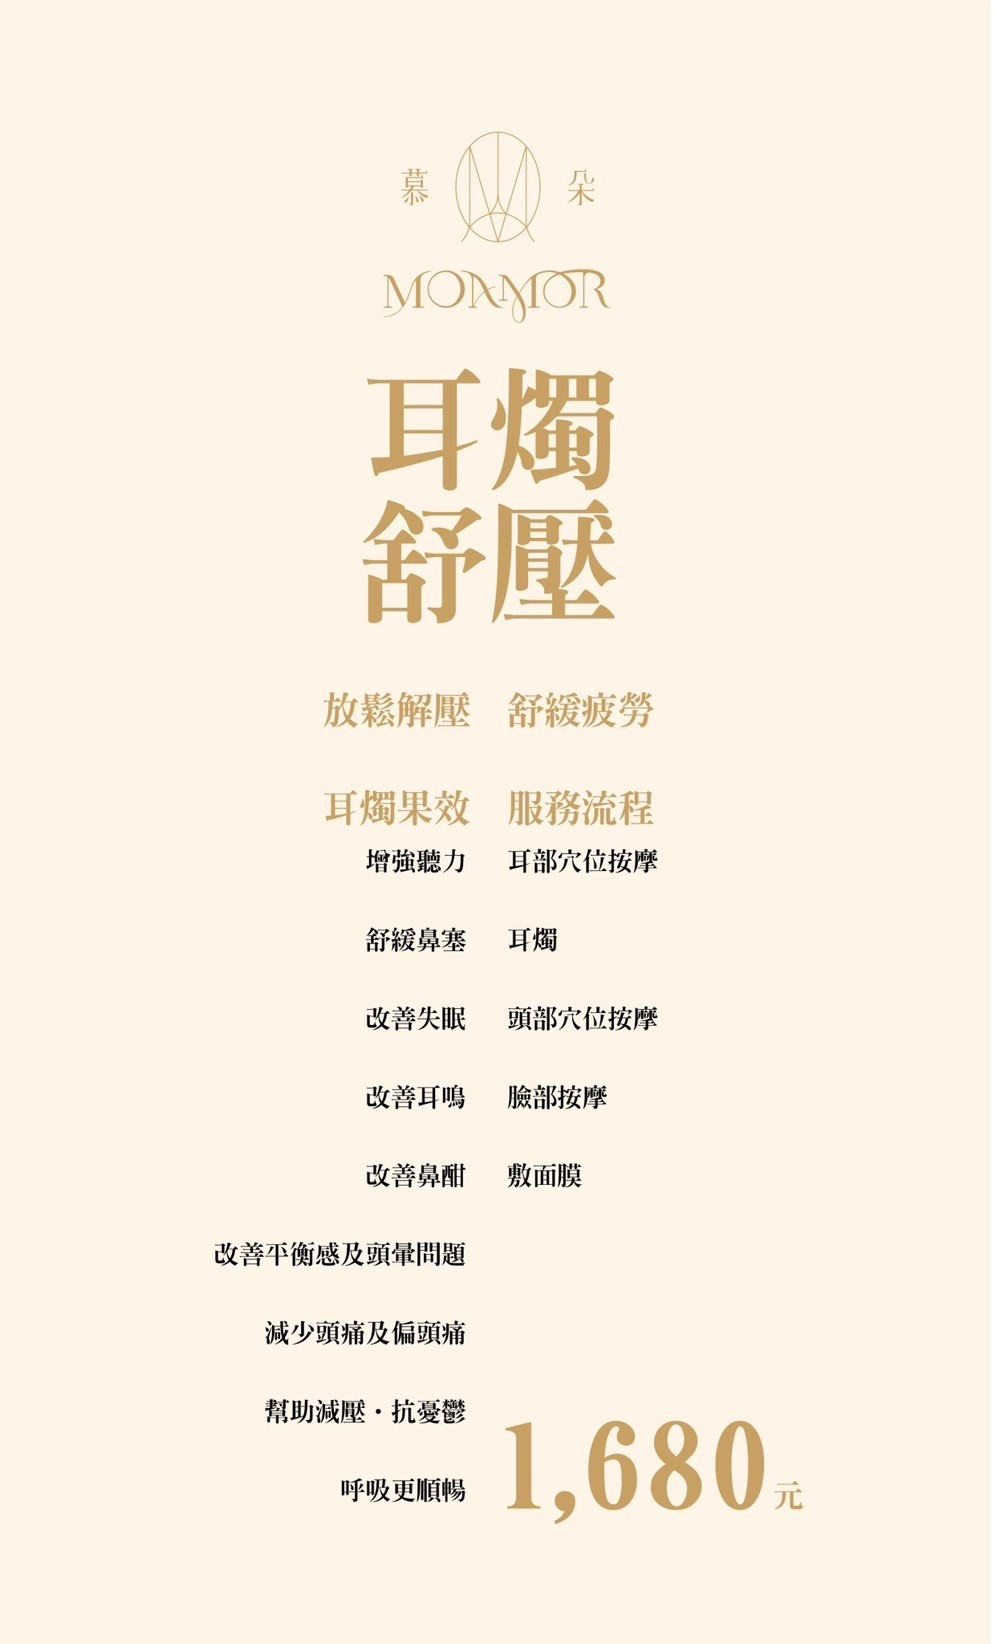 慕 朵
MONMOR
耳燭
舒壓
放鬆解壓 舒緩疲勞
耳燭果效 服務流程
增強聽力 耳部穴位按摩
舒緩鼻塞 耳燭
改善失眠 頭部穴位按摩
改善耳鳴 臉部按摩
改善鼻酣 敷面膜
改善平衡感及頭暈問題
減少頭痛及偏頭痛
幫助減壓・抗憂鬱
呼吸更順暢 1,680元